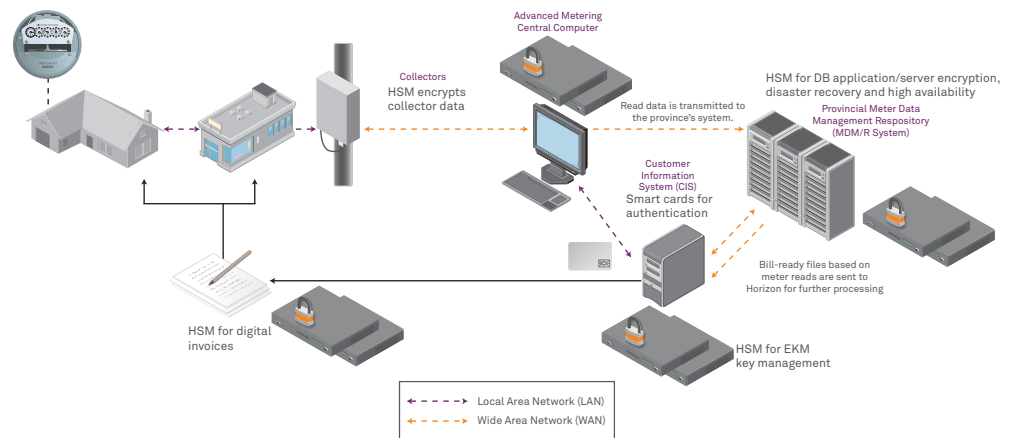 Advanced Metering
Central Computer
Collectors
HSM encrypts
collector data
Read data is transmitted to
the province's system.
HSM for DB application/server encryption,
disaster recovery and high availability
Provincial Meter Data
Management Respository
(MDM/R System)
Customer
Information
System (CIS)
Smart cards for
authentication
Bill-ready files based on
meter reads are sent to
Horizon for further processing
HSM for digital
invoices
HSM for EKM
key management
Local Area Network (LAN)
Wide Area Network (WAN)